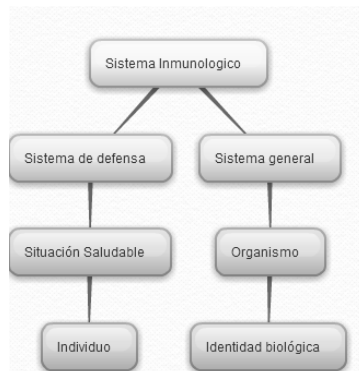 Sistema Inmunologico
Sistema de defensa
Sistema general
Situación Saludable
Organismo
Individuo
Identidad biológica